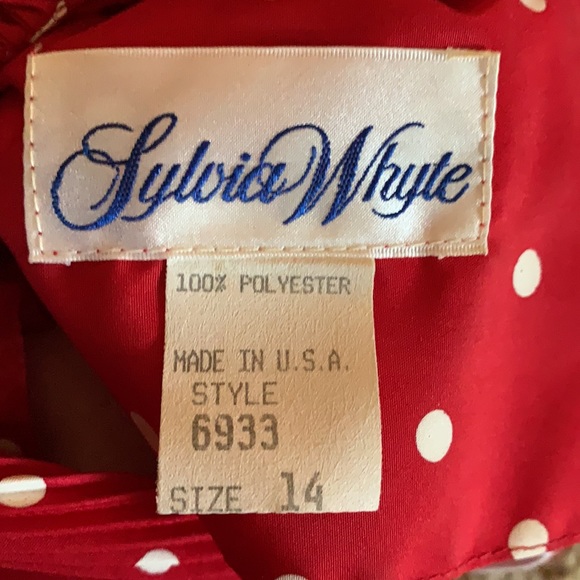 Sylvia Whyte
100% POLYESTER
MADE IN U.S.A.
STYLE
6933
SIZE 14